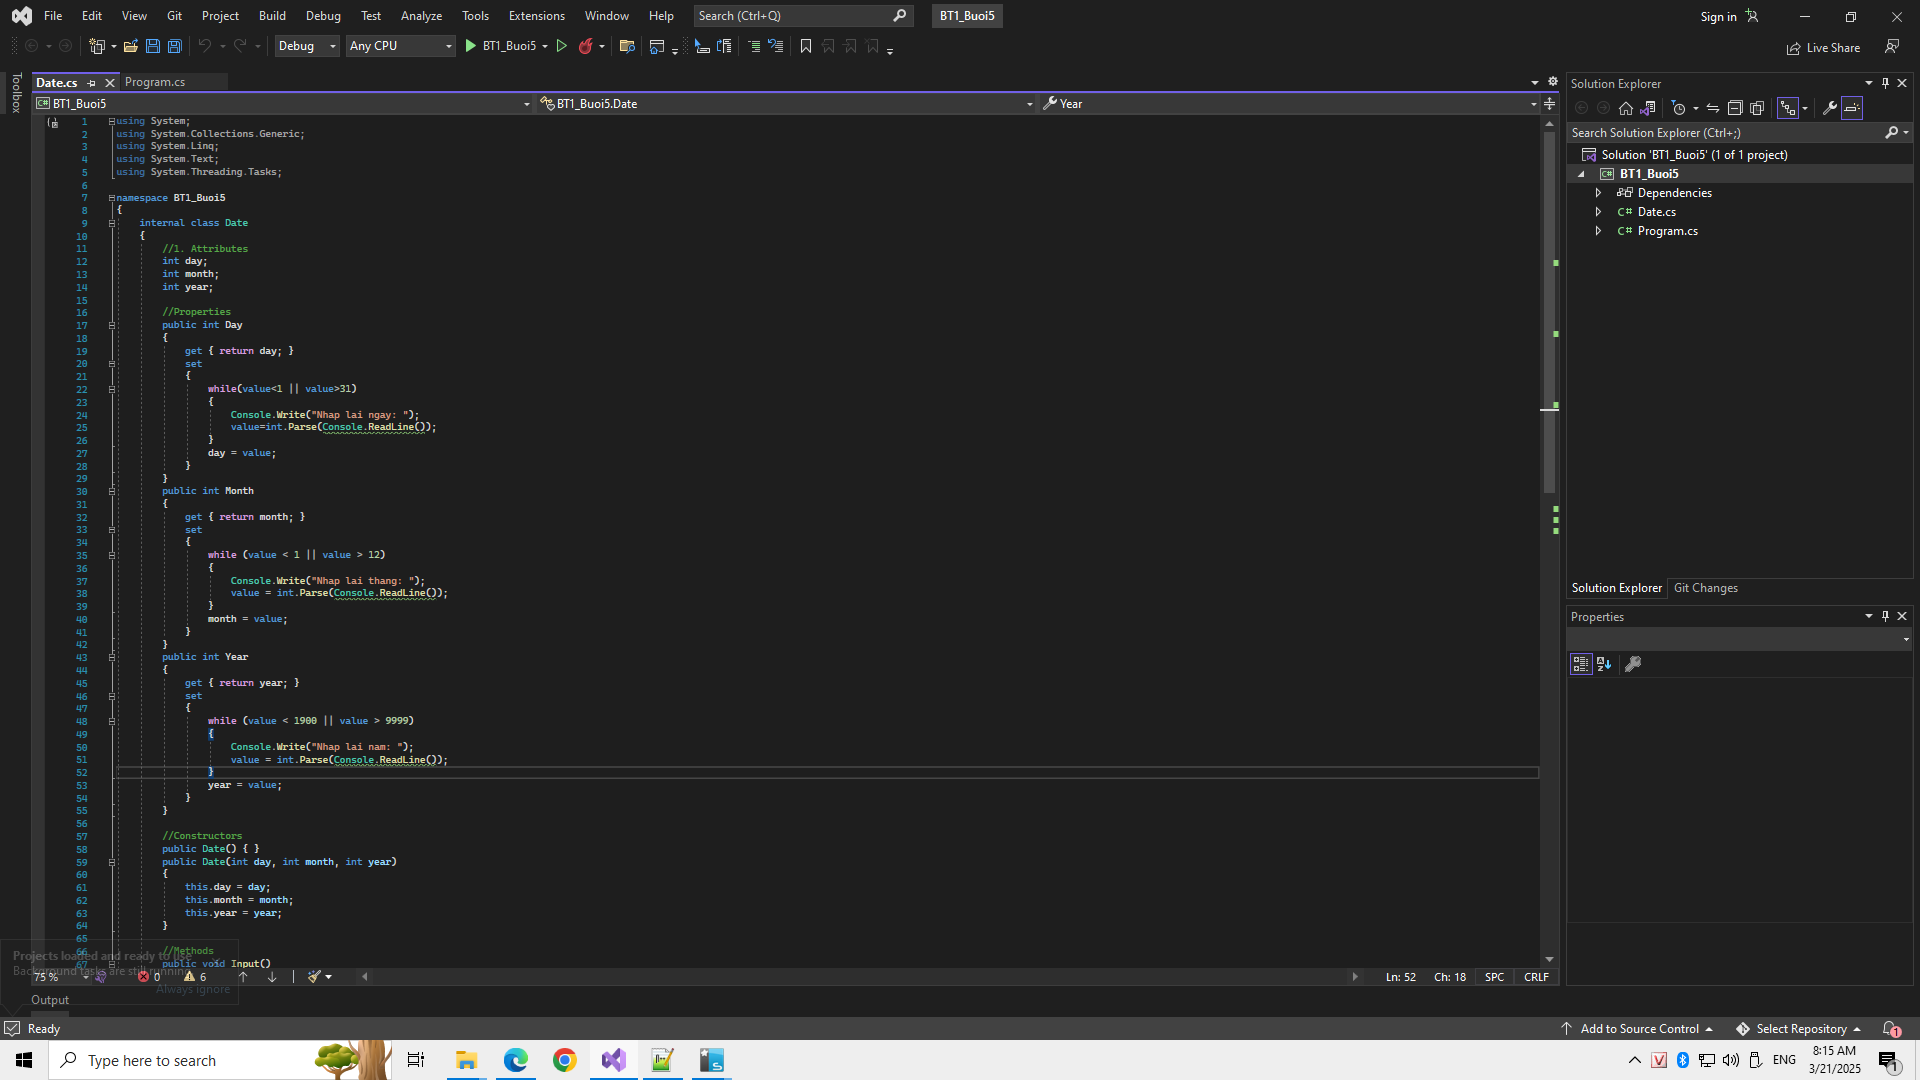 File Edit View Git Project Build Debug Test Analyze Tools Extensions Window Help Search (Ctrl+Q) BT1_Buoi5 Sign in
Debug Any CPU BT1_Buoi5 Live Share
Toolbox
Date.cs Program.cs
BT1_Buoi5 BT1_Buoi5.Date Year
1 using System;
2 using System.Collections.Generic;
3 using System.Linq;
4 using System.Text;
5 using System.Threading.Tasks;
6
7 namespace BT1_Buoi5
8 {
9 internal class Date
10 {
11 //1. Attributes
12 int day;
13 int month;
14 int year;
15
16 //Properties
17 public int Day
18 {
19 get { return day; }
20 set
21 {
22 while(value<1 || value>31)
23 {
24 Console.Write("Nhap lai ngay: ");
25 value=int.Parse(Console.ReadLine());
26 }
27 day = value;
28 }
29 }
30 public int Month
31 {
32 get { return month; }
33 set
34 {
35 while (value < 1 || value > 12)
36 {
37 Console.Write("Nhap lai thang: ");
38 value = int.Parse(Console.ReadLine());
39 }
40 month = value;
41 }
42 }
43 public int Year
44 {
45 get { return year; }
46 set
47 {
48 while (value < 1900 || value > 9999)
49 {
50 Console.Write("Nhap lai nam: ");
51 value = int.Parse(Console.ReadLine());
52 }
53 year = value;
54 }
55 }
56
57 //Constructors
58 public Date() { }
59 public Date(int day, int month, int year)
60 {
61 this.day = day;
62 this.month = month;
63 this.year = year;
64 }
65
66 //Methods
67 public void Input()
Projects loaded and ready to use
Background tasks are still running
Always ignore
75 % 0 6 Ln: 52 Ch: 18 SPC CRLF
Output
Solution Explorer
Search Solution Explorer (Ctrl+;)
Solution 'BT1_Buoi5' (1 of 1 project)
BT1_Buoi5
Dependencies
C# Date.cs
C# Program.cs
Solution Explorer Git Changes
Properties
Ready Add to Source Control Select Repository 1
Type here to search ENG 8:15 AM
3/21/2025 1